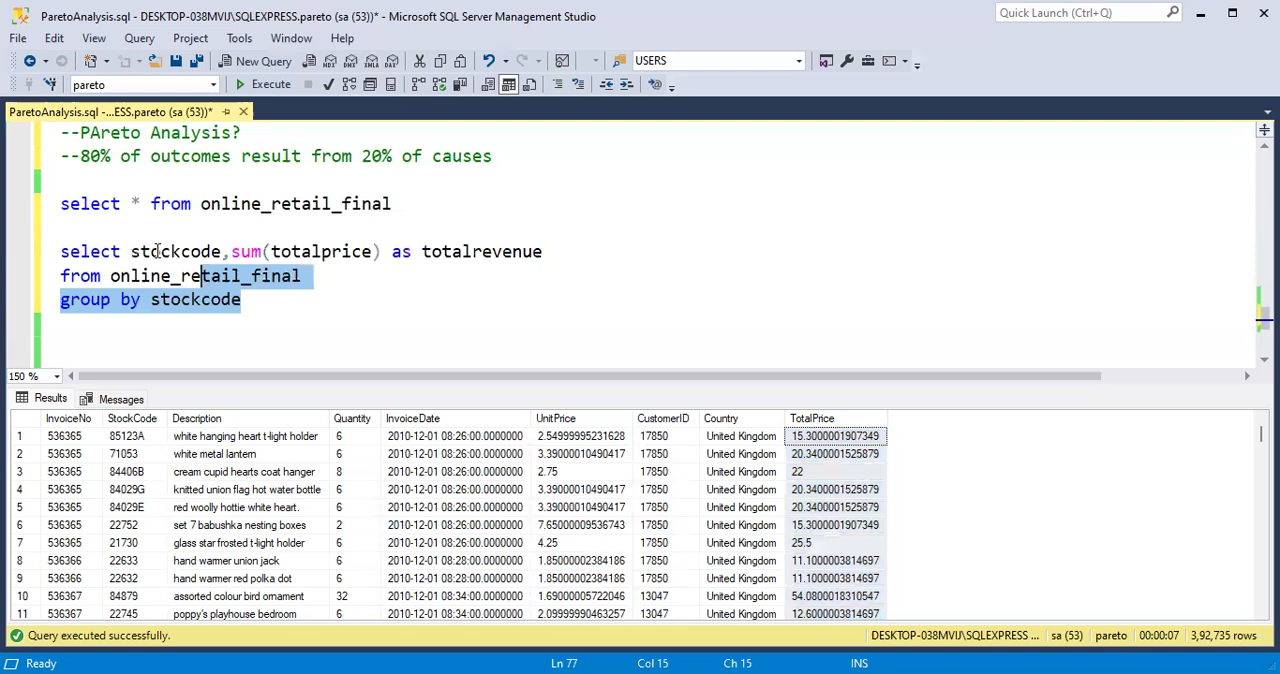 ParetoAnalysis.sql - DESKTOP-038MVIJ\SQLEXPRESS.pareto (sa (53))* - Microsoft SQL Server Management Studio
Quick Launch (Ctrl+Q)
File Edit View Query Project Tools Window Help
New Query MDX DMX XMLA DAX USERS
pareto Execute
ParetoAnalysis.sql -...ESS.pareto (sa (53))*
--PAreto Analysis?
--80% of outcomes result from 20% of causes
select * from online_retail_final
select stockcode,sum(totalprice) as totalrevenue
from online_retail_final
group by stockcode
150 %
Results Messages
InvoiceNo StockCode Description Quantity InvoiceDate UnitPrice CustomerID Country TotalPrice
1 536365 85123A white hanging heart t-light holder 6 2010-12-01 08:26:00.0000000 2.54999995231628 17850 United Kingdom 15.3000001907349
2 536365 71053 white metal lantern 6 2010-12-01 08:26:00.0000000 3.39000010490417 17850 United Kingdom 20.3400001525879
3 536365 84406B cream cupid hearts coat hanger 8 2010-12-01 08:26:00.0000000 2.75 17850 United Kingdom 22
4 536365 84029G knitted union flag hot water bottle 6 2010-12-01 08:26:00.0000000 3.39000010490417 17850 United Kingdom 20.3400001525879
5 536365 84029E red woolly hottie white heart. 6 2010-12-01 08:26:00.0000000 3.39000010490417 17850 United Kingdom 20.3400001525879
6 536365 22752 set 7 babushka nesting boxes 2 2010-12-01 08:26:00.0000000 7.65000009536743 17850 United Kingdom 15.3000001907349
7 536365 21730 glass star frosted t-light holder 6 2010-12-01 08:26:00.0000000 4.25 17850 United Kingdom 25.5
8 536366 22633 hand warmer union jack 6 2010-12-01 08:28:00.0000000 1.85000002384186 17850 United Kingdom 11.1000003814697
9 536366 22632 hand warmer red polka dot 6 2010-12-01 08:28:00.0000000 1.85000002384186 17850 United Kingdom 11.1000003814697
10 536367 84879 assorted colour bird ornament 32 2010-12-01 08:34:00.0000000 1.69000005722046 13047 United Kingdom 54.0800018310547
11 536367 22745 poppy's playhouse bedroom 6 2010-12-01 08:34:00.0000000 2.09999990463257 13047 United Kingdom 12.6000003814697
Query executed successfully. DESKTOP-038MVIJ\SQLEXPRESS ... sa (53) pareto 00:00:07 3,92,735 rows
Ready Ln 77 Col 15 Ch 15 INS